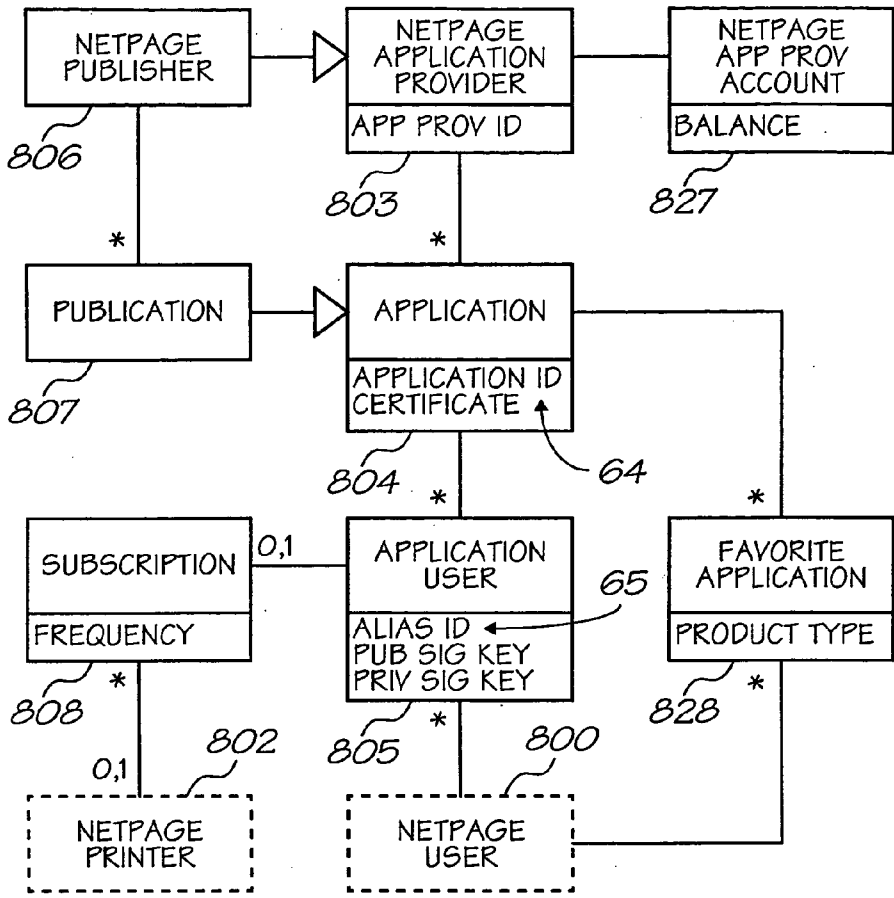 NETPAGE
PUBLISHER
806
NETPAGE
APPLICATION
PROVIDER
APP PROV ID
803
NETPAGE
APP PROV
ACCOUNT
BALANCE
827
*
*
PUBLICATION
807
APPLICATION
APPLICATION ID
CERTIFICATE
804
64
*
*
SUBSCRIPTION
FREQUENCY
808
0,1
APPLICATION
USER
ALIAS ID
PUB SIG KEY
PRIV SIG KEY
805
65
FAVORITE
APPLICATION
PRODUCT TYPE
828
*
*
*
802
0,1
800
NETPAGE
PRINTER
NETPAGE
USER